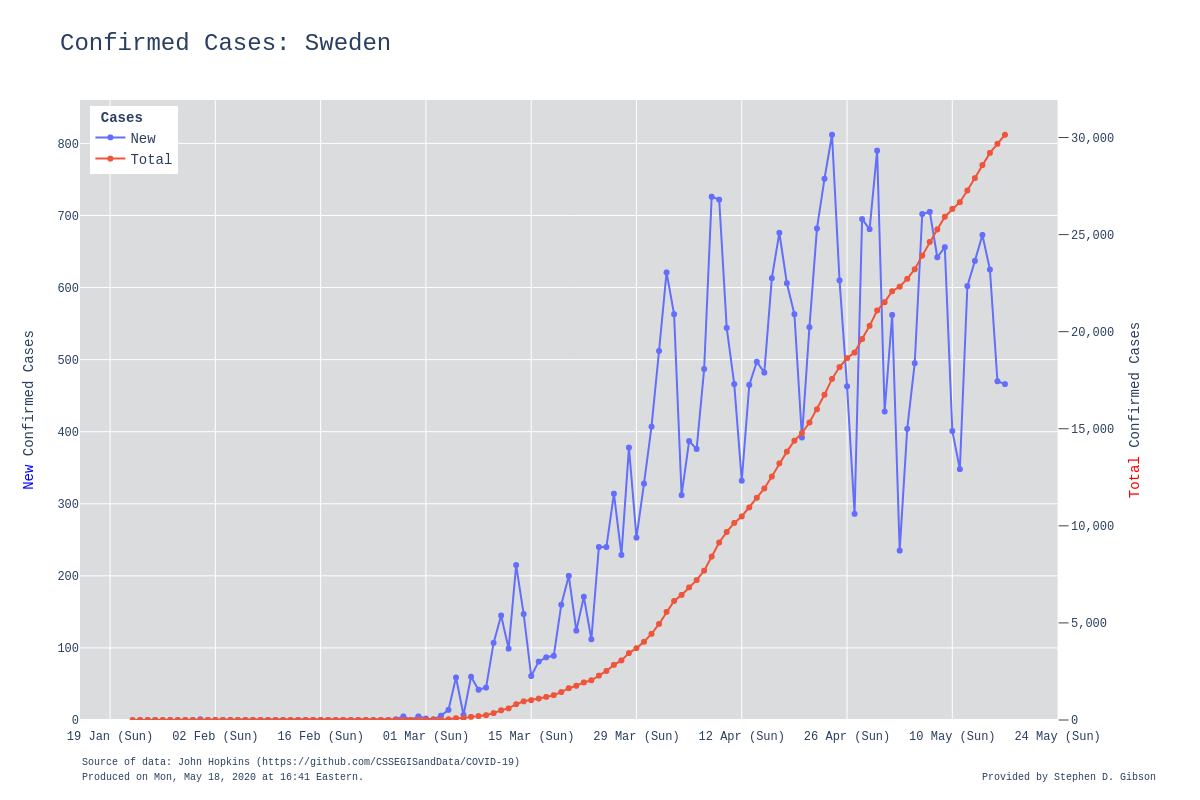 Confirmed Cases: Sweden
Cases
New
Total
800
700
600
500
400
300
200
100
0
New Confirmed Cases
30,000
25,000
20,000
15,000
10,000
5,000
0
Total Confirmed Cases
19 Jan (Sun) 02 Feb (Sun) 16 Feb (Sun) 01 Mar (Sun) 15 Mar (Sun) 29 Mar (Sun) 12 Apr (Sun) 26 Apr (Sun) 10 May (Sun) 24 May (Sun)
Source of data: John Hopkins (https://github.com/CSSEGISandData/COVID-19)
Produced on Mon, May 18, 2020 at 16:41 Eastern.
Provided by Stephen D. Gibson